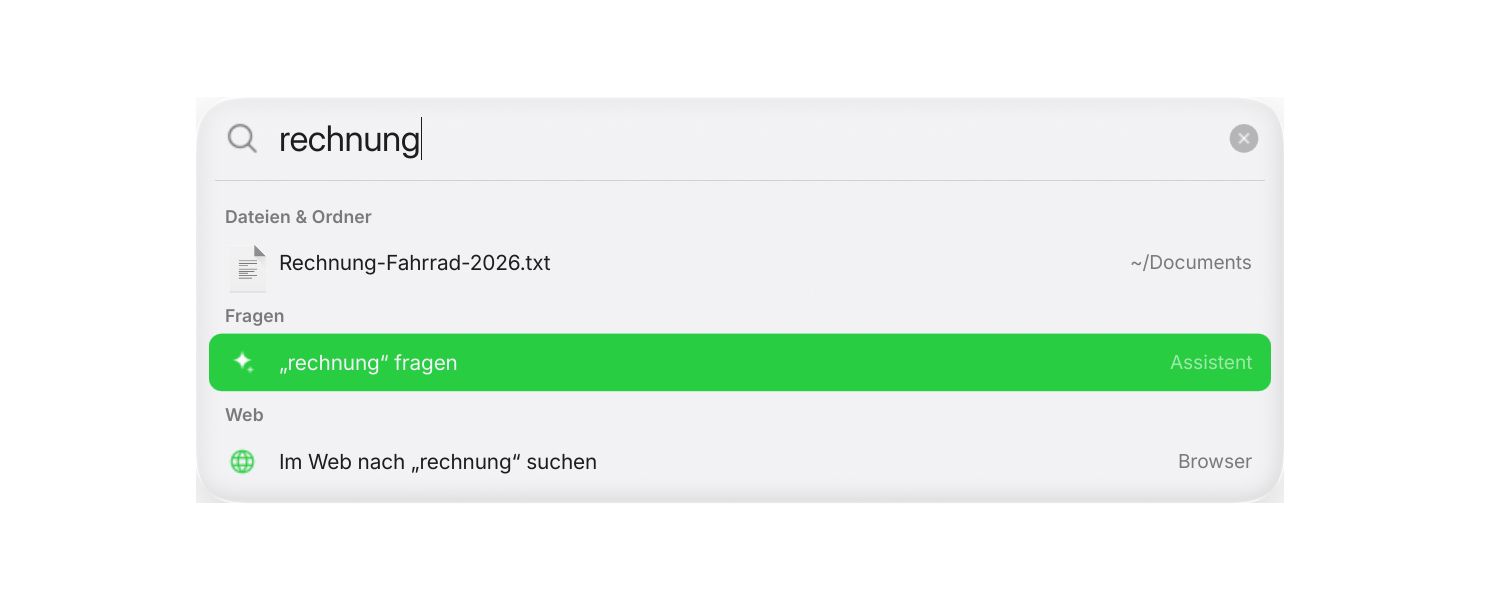 rechnung
Dateien & Ordner
Rechnung-Fahrrad-2026.txt ~/Documents
Fragen
„rechnung“ fragen Assistent
Web
Im Web nach „rechnung“ suchen Browser